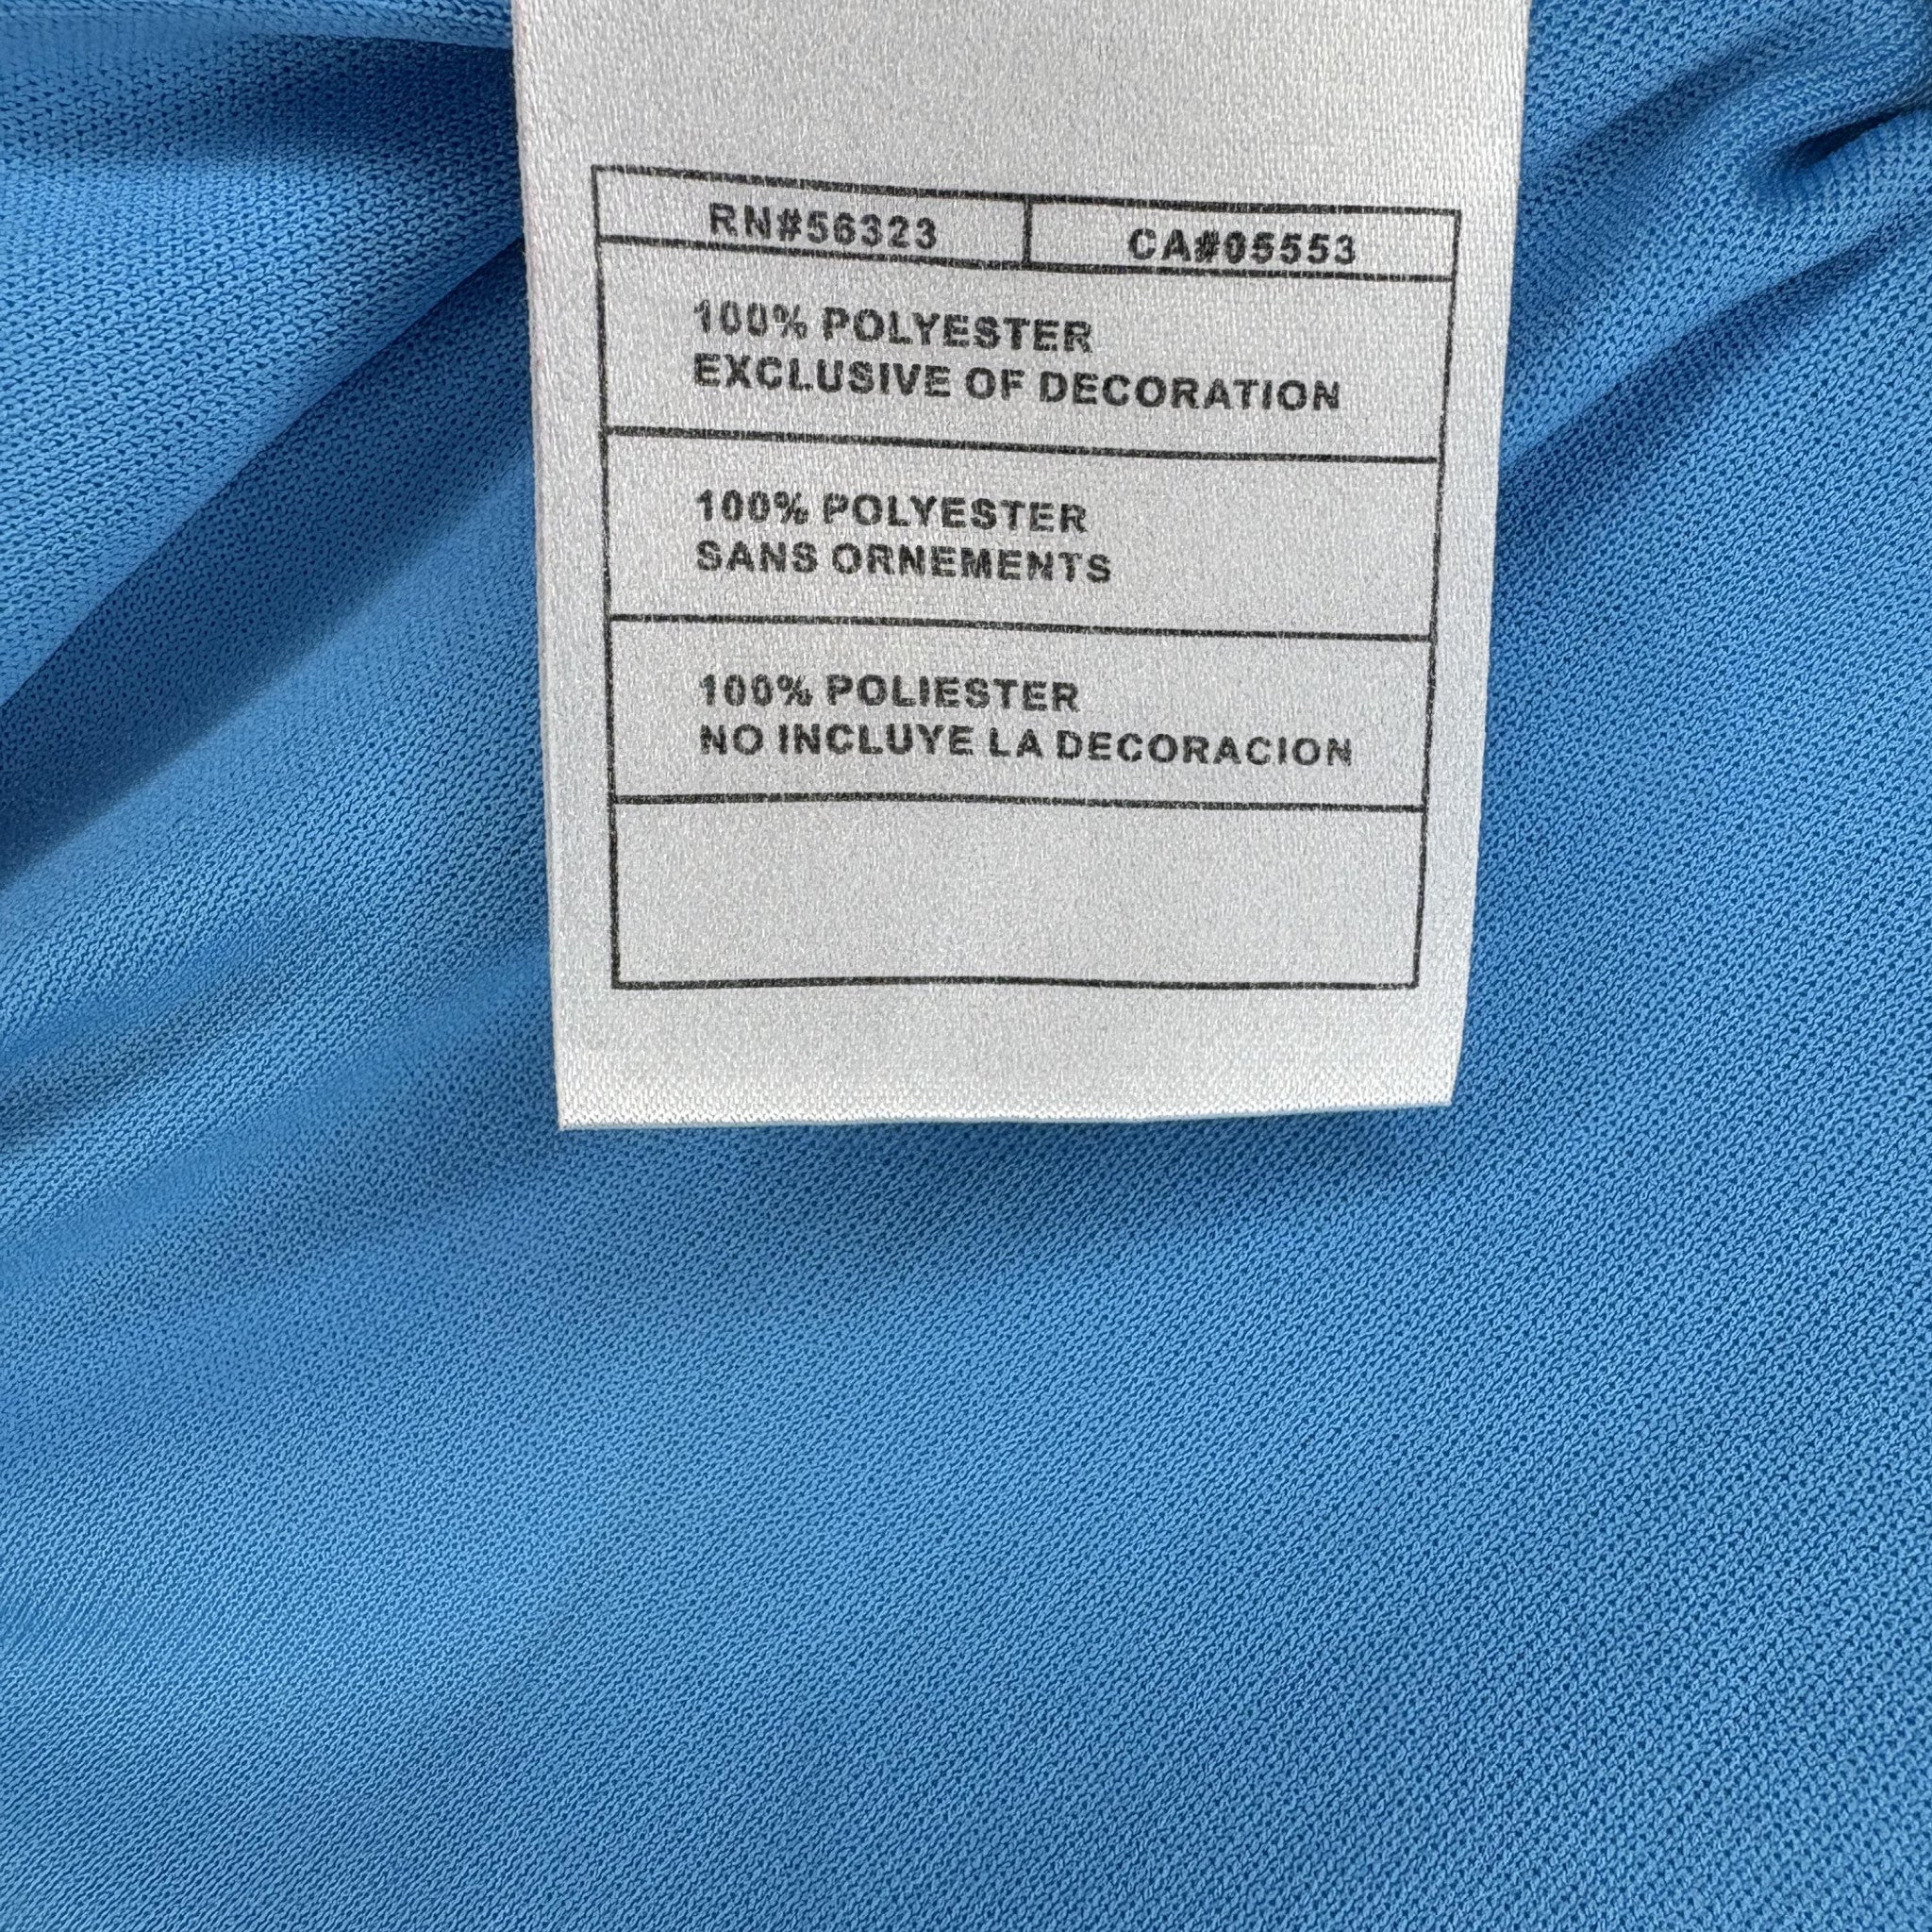 RN#56323 CA#05553
100% POLYESTER
EXCLUSIVE OF DECORATION
100% POLYESTER
SANS ORNEMENTS
100% POLIESTER
NO INCLUYE LA DECORACION